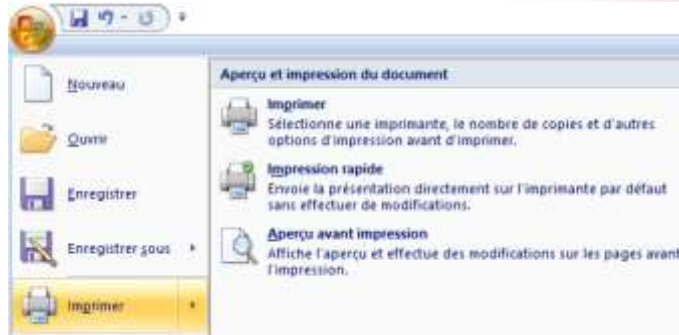 Nouveau
Ouvrir
Enregistrer
Enregistrer sous
Imprimer
Aperçu et impression du document
Imprimer
Sélectionne une imprimante, le nombre de copies et d'autres
options d'impression avant d'imprimer.
Impression rapide
Envoie la présentation directement sur l'imprimante par défaut
sans effectuer de modifications.
Aperçu avant impression
Affiche l'aperçu et effectue des modifications sur les pages avant
l'impression.